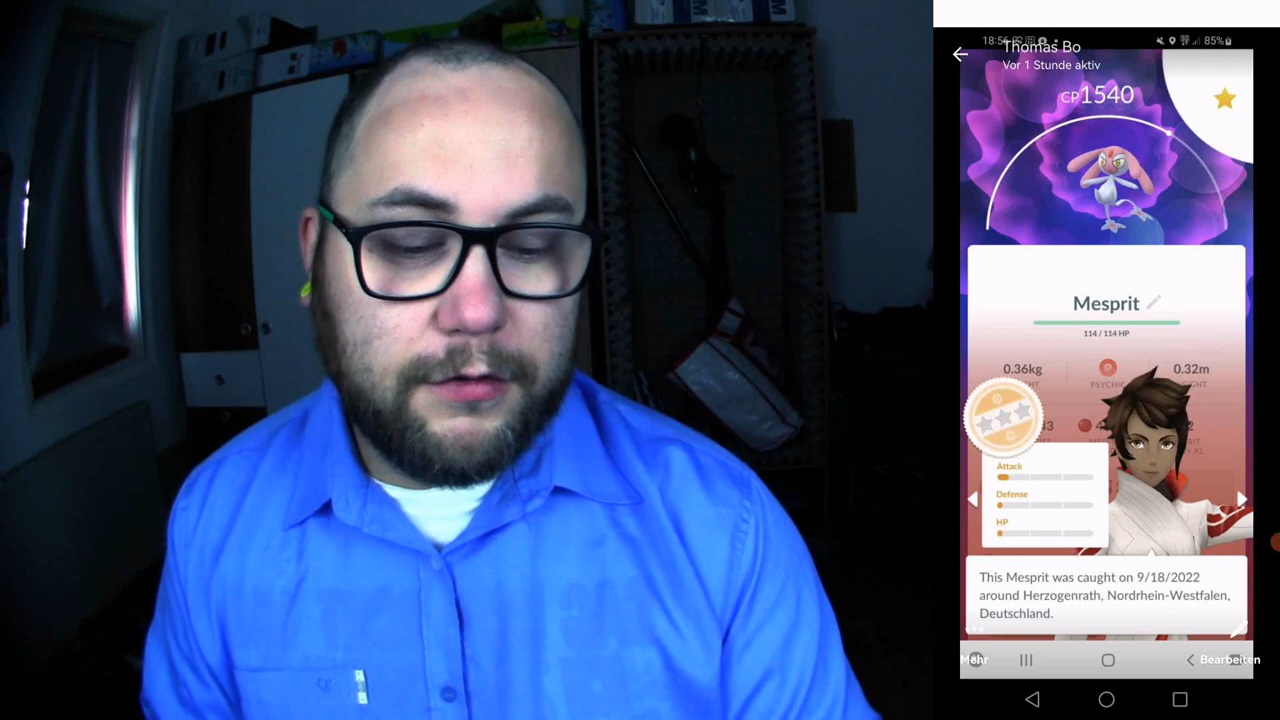 18:56
85%
Thomas Bo
Vor 1 Stunde aktiv
CP1540
Mesprit
114 / 114 HP
0.36kg
0.32m
PSYCHIC
Attack
Defense
HP
This Mesprit was caught on 9/18/2022
around Herzogenrath, Nordrhein-Westfalen,
Deutschland.
Mehr
Bearbeiten